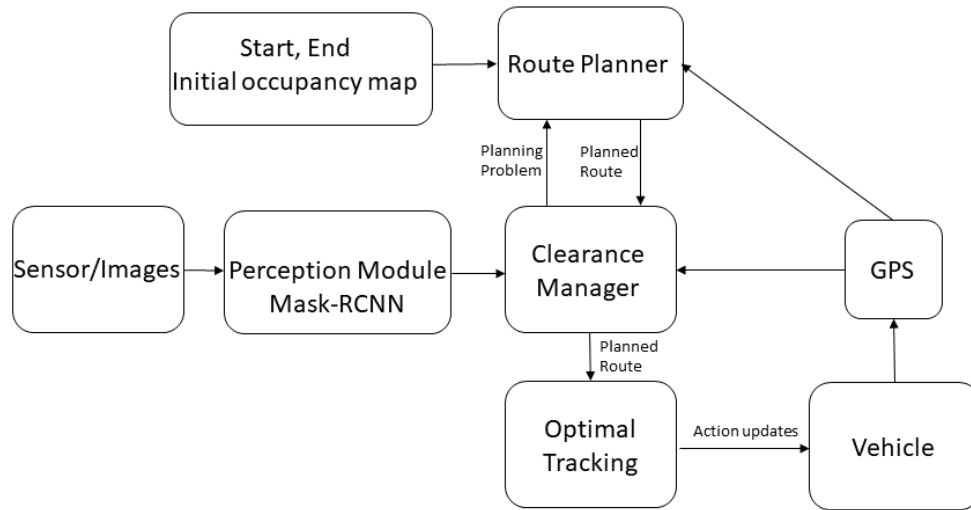 Start, End
Initial occupancy map
Route Planner
Planning
Problem
Planned
Route
Sensor/Images
Perception Module
Mask-RCNN
Clearance
Manager
GPS
Planned
Route
Optimal
Tracking
Action updates
Vehicle